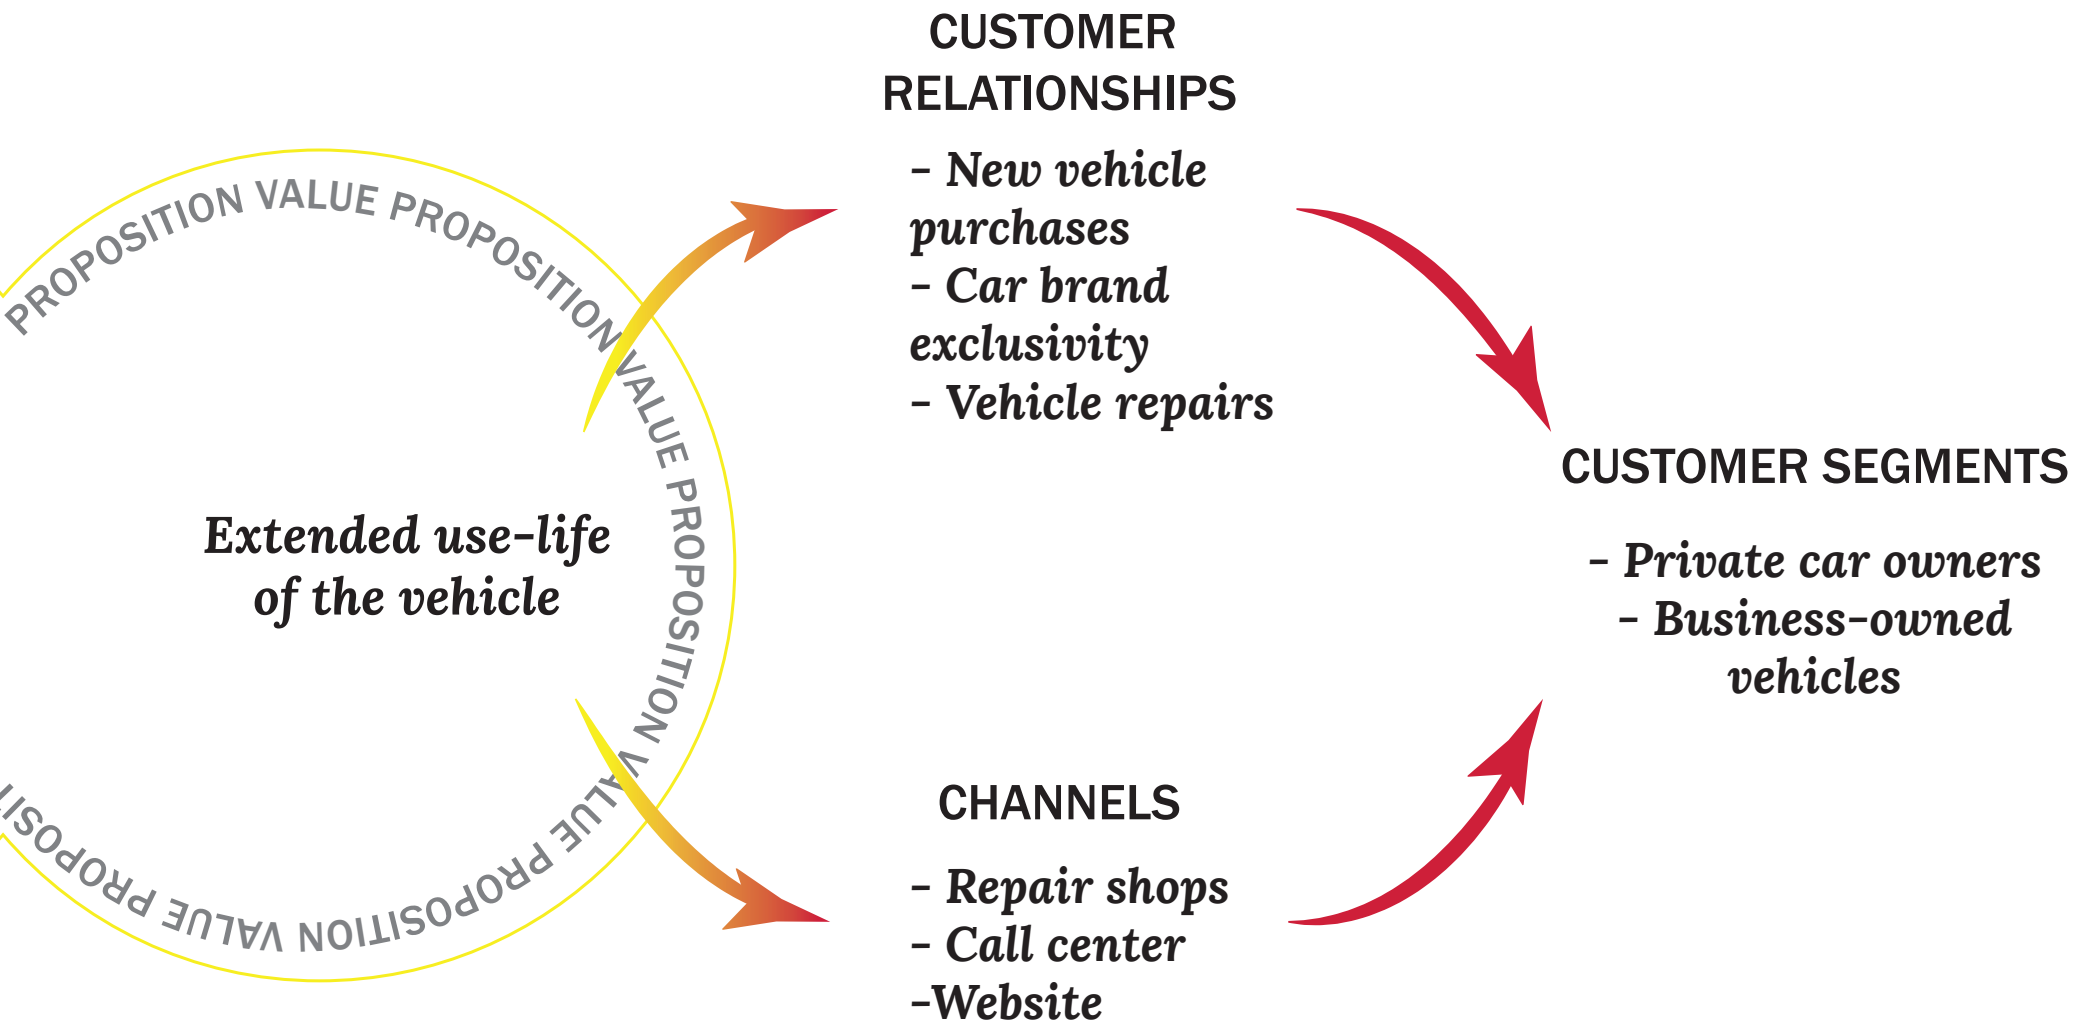 CUSTOMER
RELATIONSHIPS
– New vehicle
purchases
– Car brand
exclusivity
– Vehicle repairs
PROPOSITION VALUE PROPOSITION VALUE PROPOSITION VALUE PROPOSITION VALUE
Extended use-life
of the vehicle
CUSTOMER SEGMENTS
– Private car owners
– Business-owned
vehicles
CHANNELS
– Repair shops
– Call center
–Website